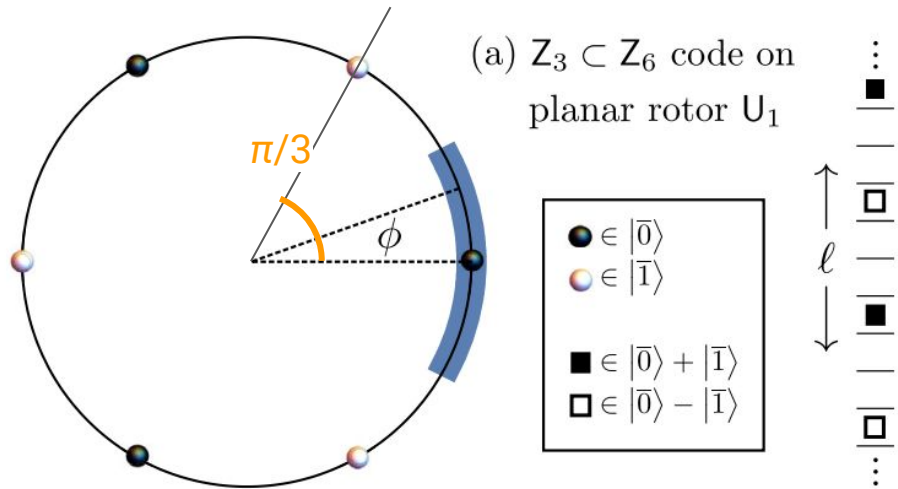 (a) Z₃ ⊂ Z₆ code on
planar rotor U₁
π/3
ϕ
∈ |0̅⟩
∈ |1̅⟩
∈ |0̅⟩ + |1̅⟩
∈ |0̅⟩ − |1̅⟩
ℓ